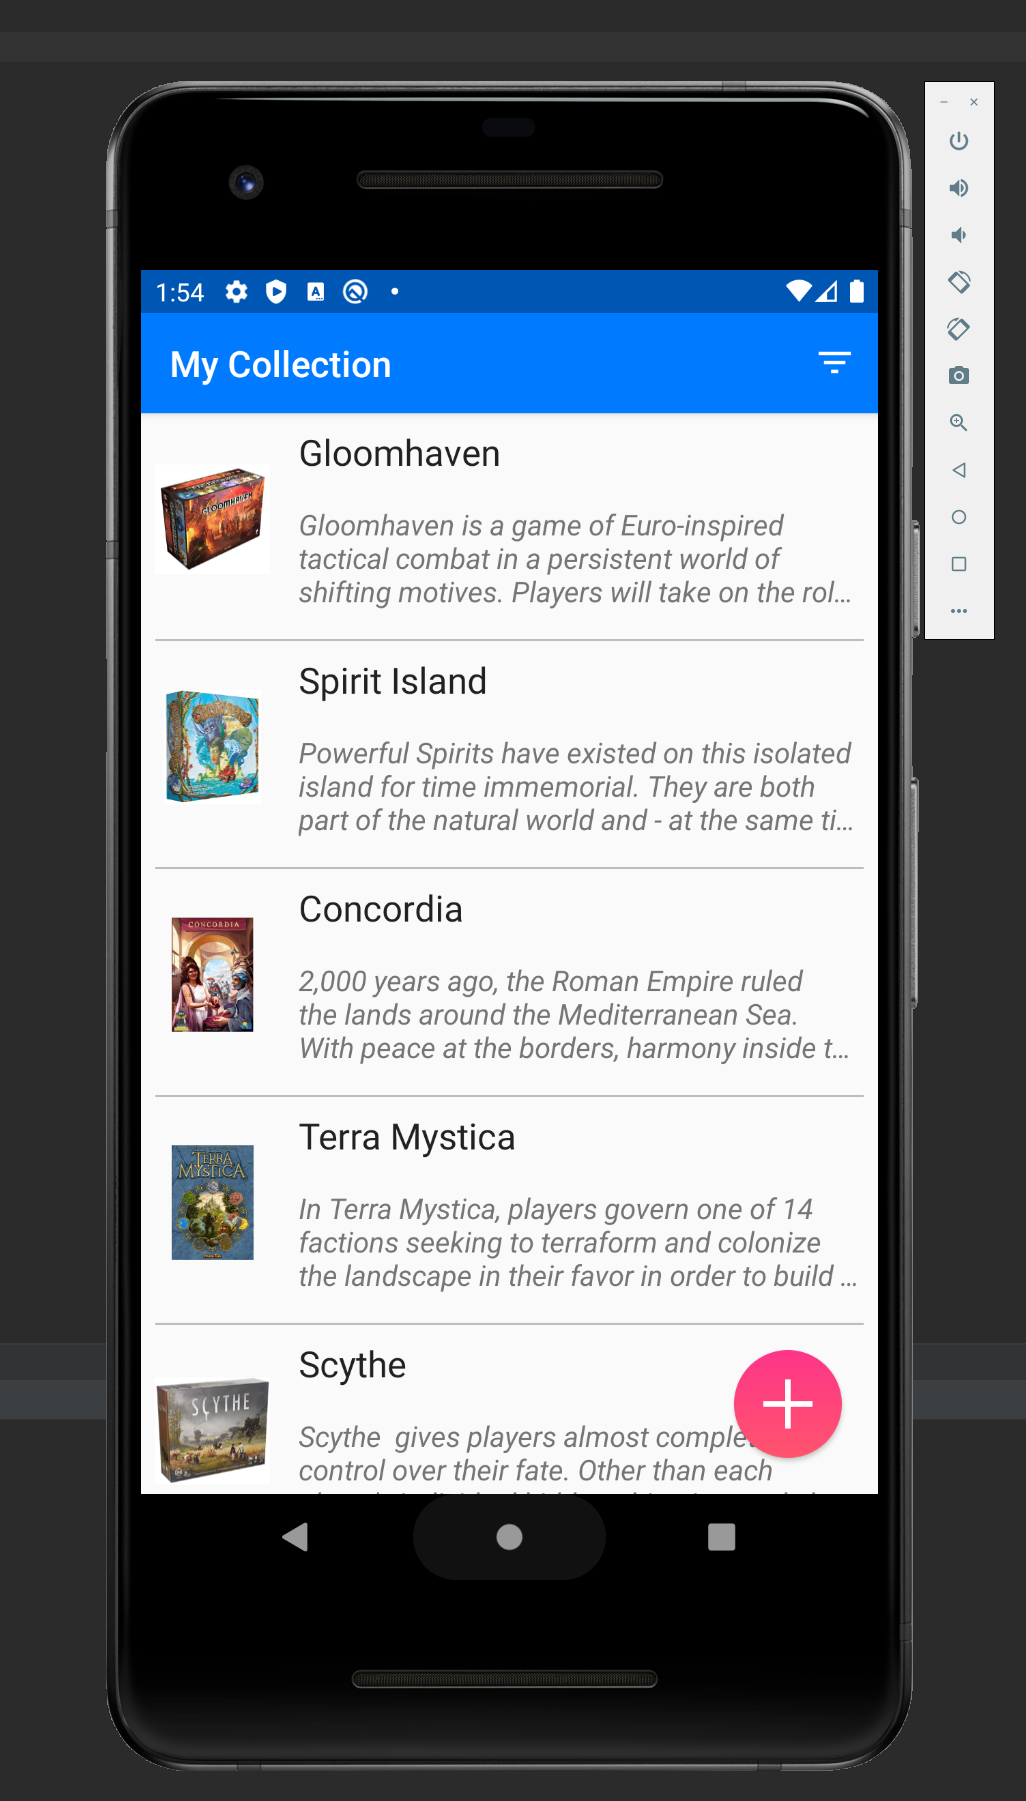 1:54
My Collection
Gloomhaven
GLOOMHAVEN
Gloomhaven is a game of Euro-inspired
tactical combat in a persistent world of
shifting motives. Players will take on the rol…
Spirit Island
Powerful Spirits have existed on this isolated
island for time immemorial. They are both
part of the natural world and - at the same ti…
Concordia
CONCORDIA
2,000 years ago, the Roman Empire ruled
the lands around the Mediterranean Sea.
With peace at the borders, harmony inside t…
Terra Mystica
TERRA
MYSTICA
In Terra Mystica, players govern one of 14
factions seeking to terraform and colonize
the landscape in their favor in order to build …
Scythe
SCYTHE
Scythe gives players almost
control over their fate. Other than each